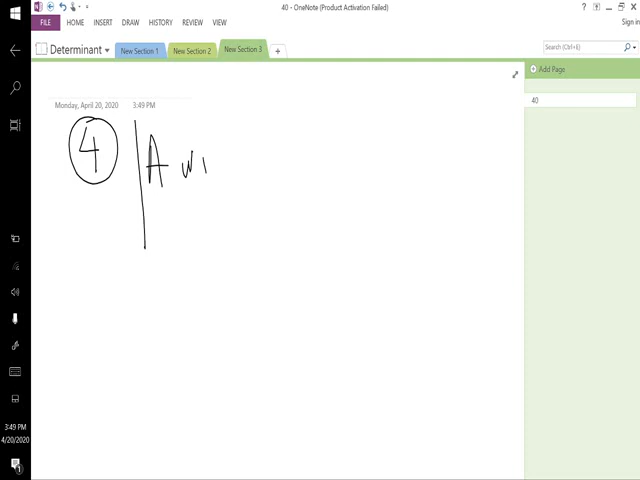 40 - OneNote (Product Activation Failed)
FILE HOME INSERT DRAW HISTORY REVIEW VIEW Sign in
Determinant New Section 1 New Section 2 New Section 3 + Search (Ctrl+E)
Add Page
40
Monday, April 20, 2020 3:49 PM
4 A
3:49 PM
4/20/2020
1